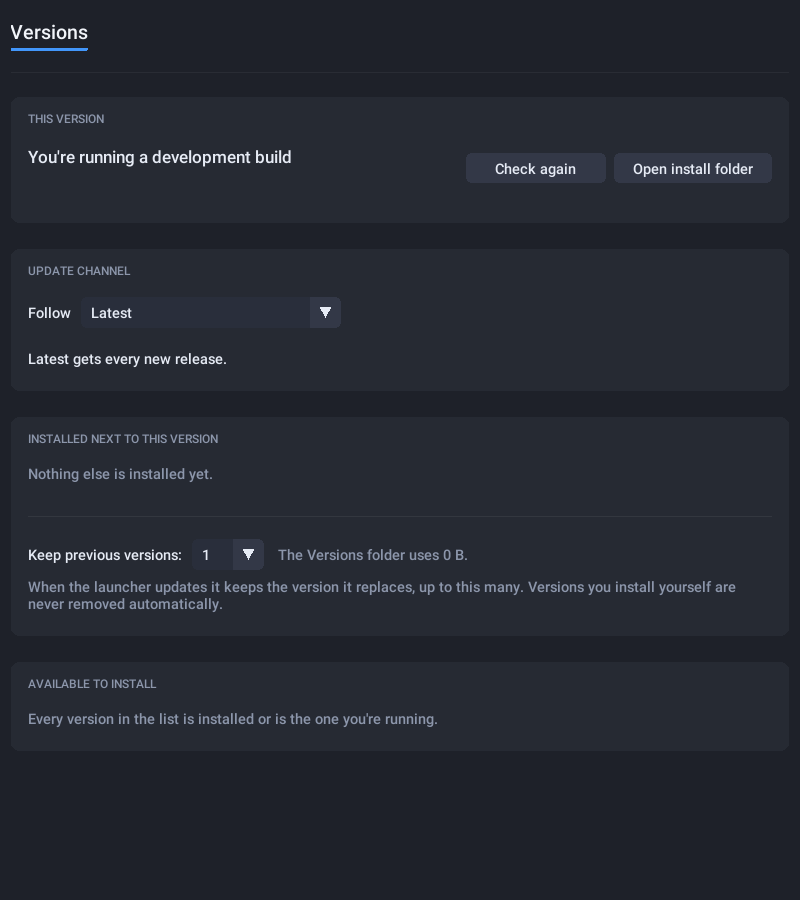 Versions
THIS VERSION
You're running a development build
Check again
Open install folder
UPDATE CHANNEL
Follow
Latest
Latest gets every new release.
INSTALLED NEXT TO THIS VERSION
Nothing else is installed yet.
Keep previous versions:
1
The Versions folder uses 0 B.
When the launcher updates it keeps the version it replaces, up to this many. Versions you install yourself are
never removed automatically.
AVAILABLE TO INSTALL
Every version in the list is installed or is the one you're running.